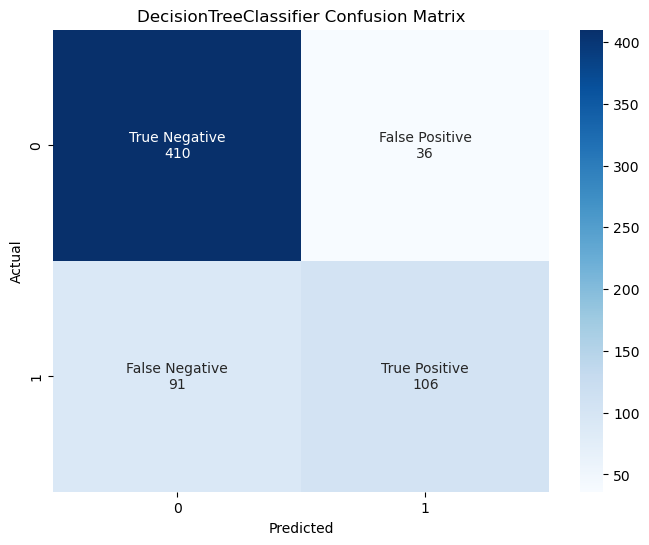 DecisionTreeClassifier Confusion Matrix
True Negative
410
False Positive
36
False Negative
91
True Positive
106
0
1
Actual
0
1
Predicted
400
350
300
250
200
150
100
50